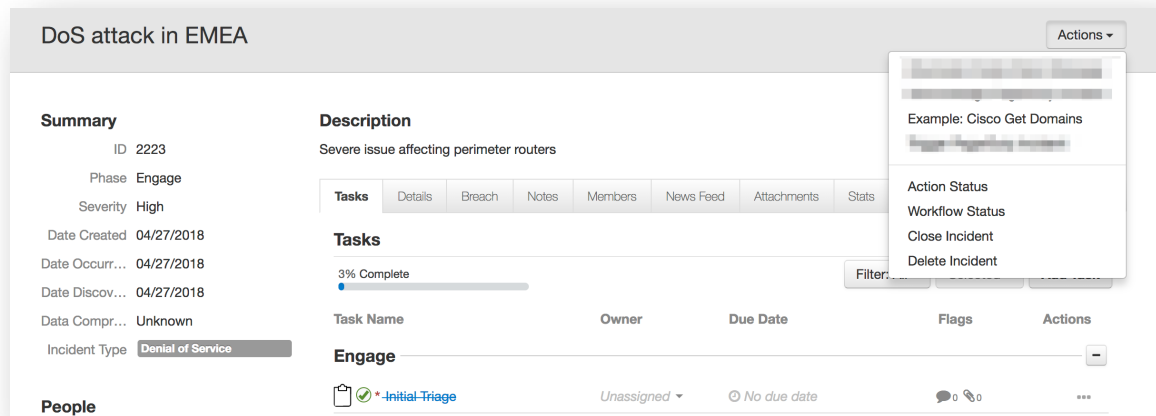 DoS attack in EMEA
Actions
Example: Cisco Get Domains
Action Status
Workflow Status
Close Incident
Delete Incident
Summary
ID 2223
Phase Engage
Severity High
Date Created 04/27/2018
Date Occurr... 04/27/2018
Date Discov... 04/27/2018
Data Compr... Unknown
Incident Type Denial of Service
People
Description
Severe issue affecting perimeter routers
Tasks Details Breach Notes Members News Feed Attachments Stats
Tasks
3% Complete
Filter:
Task Name Owner Due Date Flags Actions
Engage
* Initial Triage Unassigned No due date 0 0